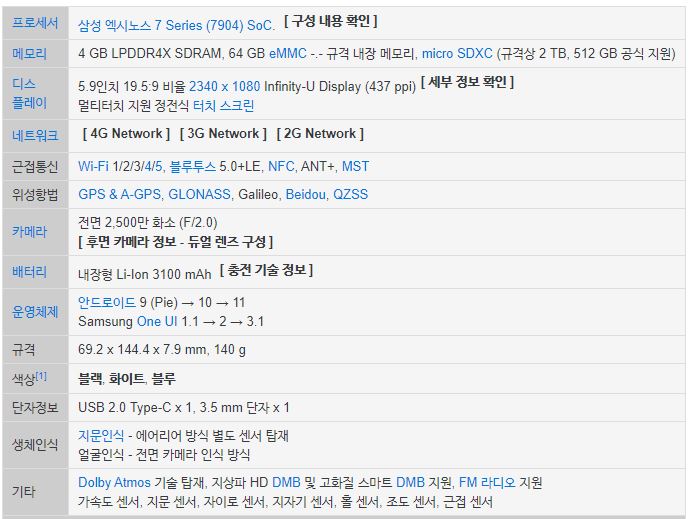 프로세서 삼성 엑시노스 7 Series (7904) SoC. [ 구성 내용 확인 ]
메모리 4 GB LPDDR4X SDRAM, 64 GB eMMC -.- 규격 내장 메모리, micro SDXC (규격상 2 TB, 512 GB 공식 지원)
디스
플레이
5.9인치 19.5:9 비율 2340 x 1080 Infinity-U Display (437 ppi) [ 세부 정보 확인 ]
멀티터치 지원 정전식 터치 스크린
네트워크 [ 4G Network ] [ 3G Network ] [ 2G Network ]
근접통신 Wi-Fi 1/2/3/4/5, 블루투스 5.0+LE, NFC, ANT+, MST
위성항법 GPS & A-GPS, GLONASS, Galileo, Beidou, QZSS
카메라
전면 2,500만 화소 (F/2.0)
[ 후면 카메라 정보 - 듀얼 렌즈 구성 ]
배터리 내장형 Li-Ion 3100 mAh [ 충전 기술 정보 ]
운영체제
안드로이드 9 (Pie) → 10 → 11
Samsung One UI 1.1 → 2 → 3.1
규격 69.2 x 144.4 x 7.9 mm, 140 g
색상[1] 블랙, 화이트, 블루
단자정보 USB 2.0 Type-C x 1, 3.5 mm 단자 x 1
생체인식
지문인식 - 에어리어 방식 별도 센서 탑재
얼굴인식 - 전면 카메라 인식 방식
기타
Dolby Atmos 기술 탑재, 지상파 HD DMB 및 고화질 스마트 DMB 지원, FM 라디오 지원
가속도 센서, 지문 센서, 자이로 센서, 지자기 센서, 홀 센서, 조도 센서, 근접 센서